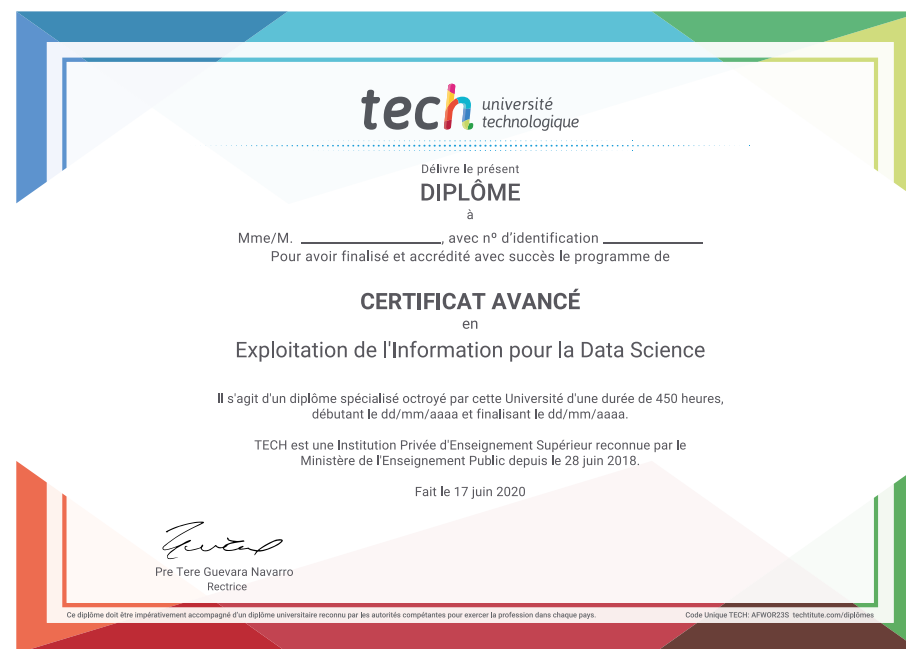 tech université
technologique
Délivre le présent
DIPLÔME
à
Mme/M. ____________________, avec nº d'identification ______________
Pour avoir finalisé et accrédité avec succès le programme de
CERTIFICAT AVANCÉ
en
Exploitation de l'Information pour la Data Science
Il s'agit d'un diplôme spécialisé octroyé par cette Université d'une durée de 450 heures,
débutant le dd/mm/aaaa et finalisant le dd/mm/aaaa.
TECH est une Institution Privée d'Enseignement Supérieur reconnue par le
Ministère de l'Enseignement Public depuis le 28 juin 2018.
Fait le 17 juin 2020
Pre Tere Guevara Navarro
Rectrice
Ce diplôme doit être impérativement accompagné d'un diplôme universitaire reconnu par les autorités compétentes pour exercer la profession dans chaque pays.
Code Unique TECH: AFWOR23S techtitute.com/diplômes